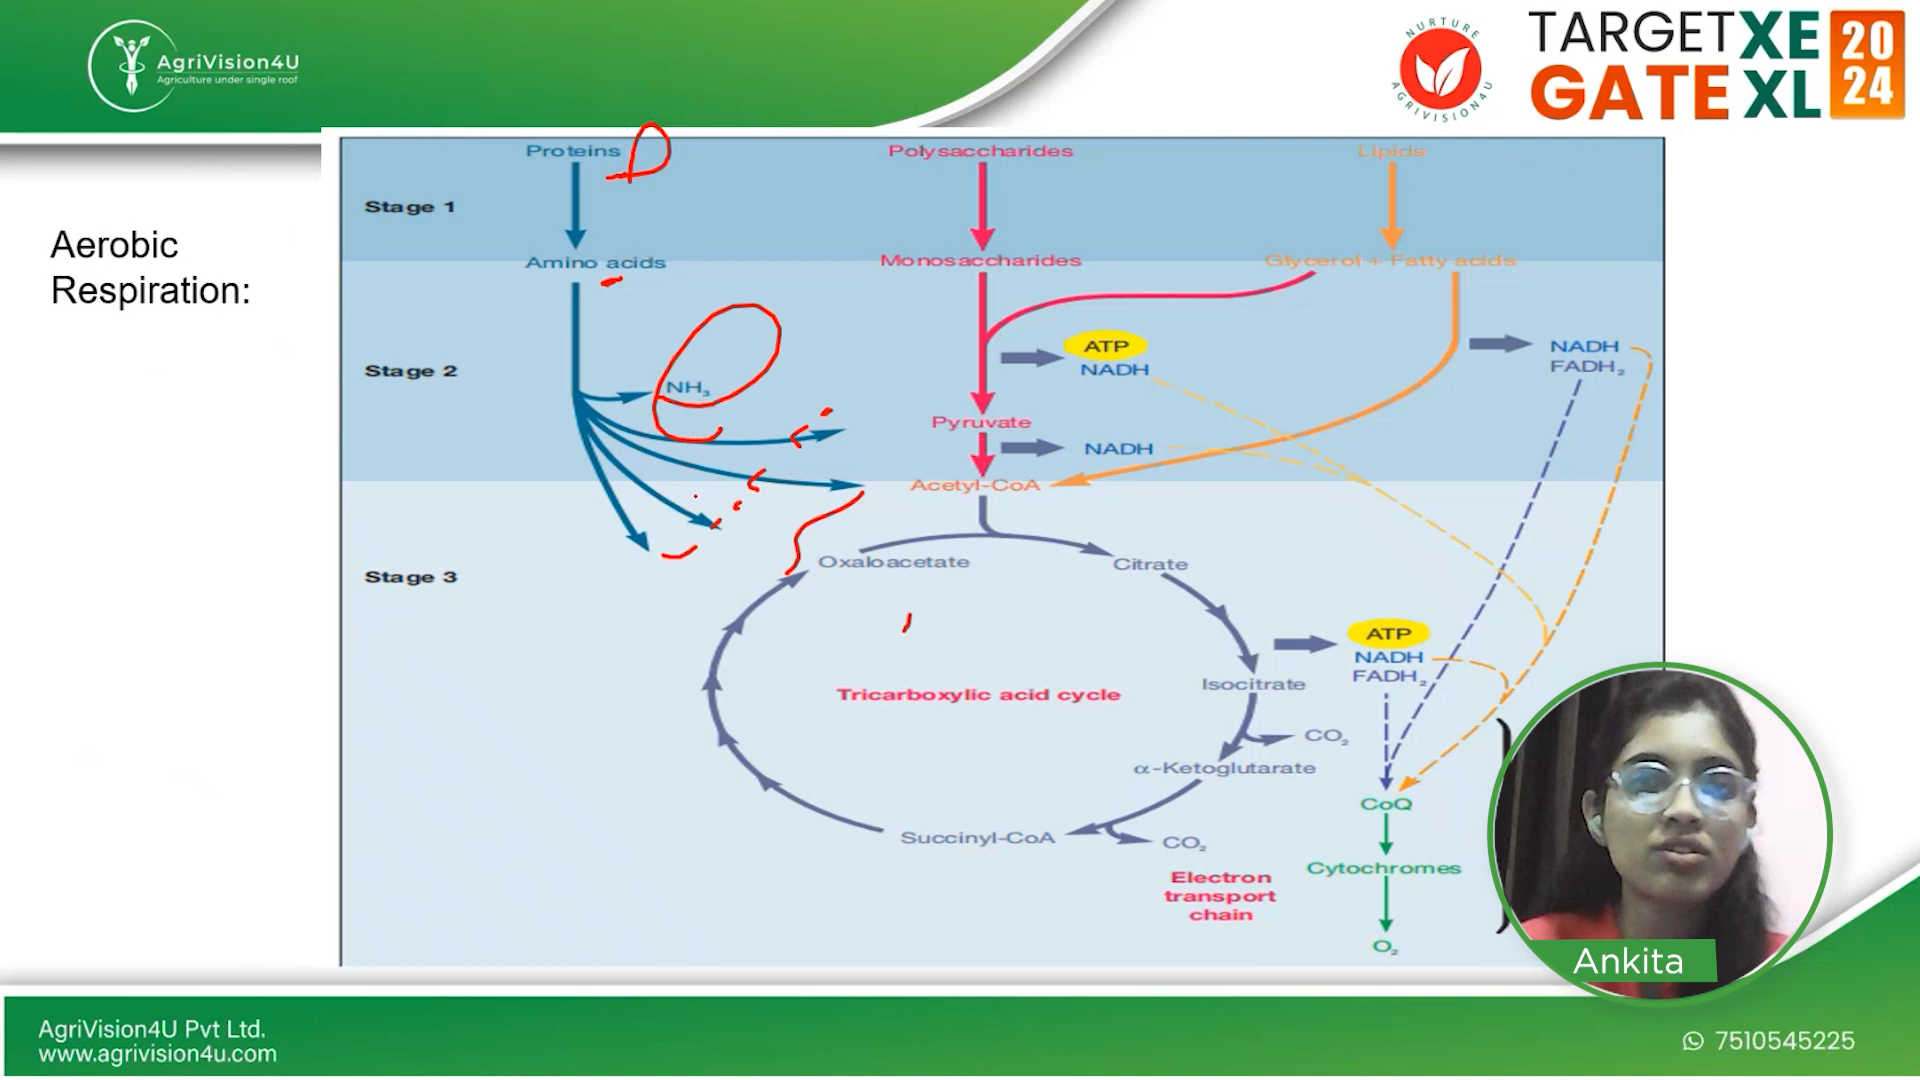 AgriVision4U
Agriculture under single roof
NURTURE
AGRIVISION4U
TARGET XE
GATE XL
20
24
Aerobic
Respiration:
Proteins
Polysaccharides
Lipids
Stage 1
Amino acids
Monosaccharides
Glycerol + Fatty acids
Stage 2
ATP
NADH
NADH
FADH₂
NH₃
Pyruvate
NADH
Acetyl-CoA
Stage 3
Oxaloacetate
Citrate
ATP
NADH
FADH₂
Isocitrate
Tricarboxylic acid cycle
CO₂
α-Ketoglutarate
CoQ
Succinyl-CoA
CO₂
Cytochromes
Electron
transport
chain
O₂
Ankita
AgriVision4U Pvt Ltd.
www.agrivision4u.com
7510545225